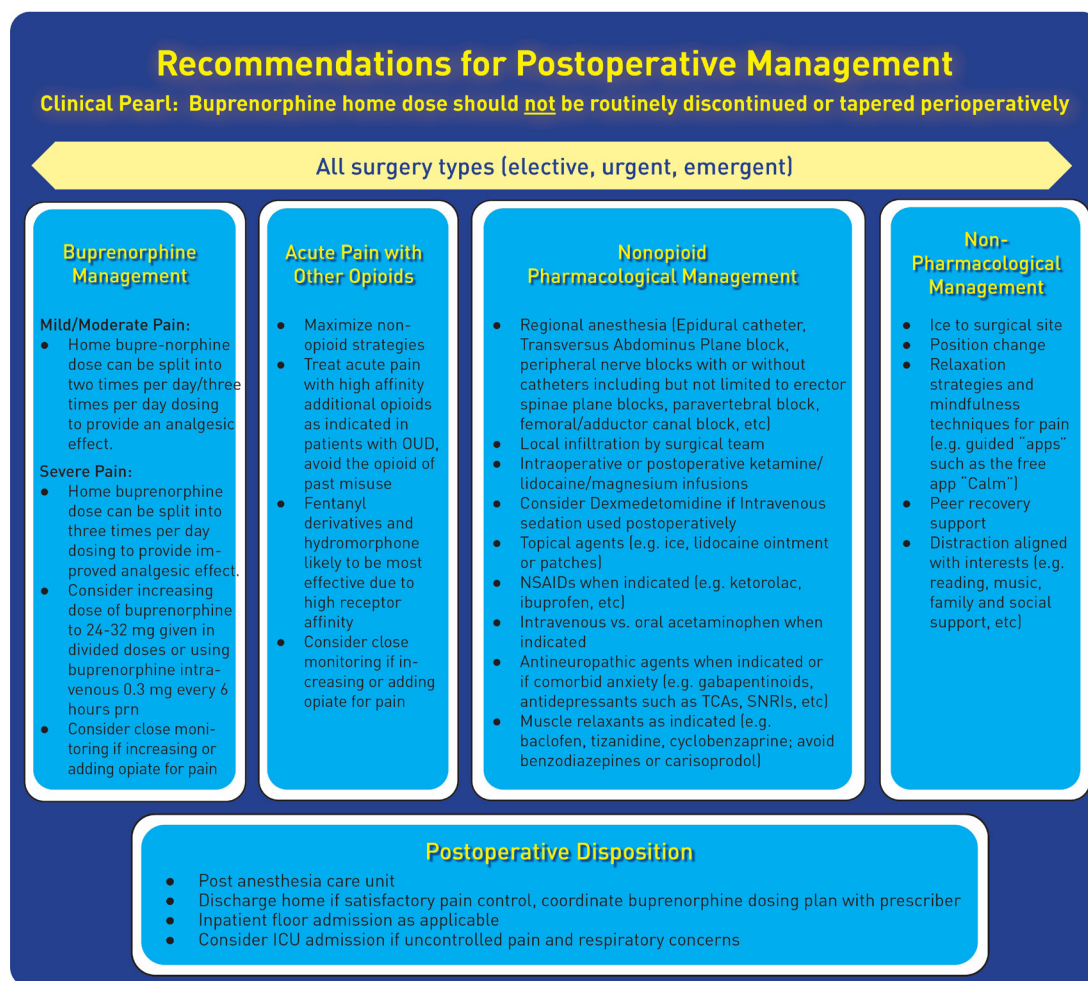 Recommendations for Postoperative Management
Clinical Pearl: Buprenorphine home dose should not be routinely discontinued or tapered perioperatively
All surgery types (elective, urgent, emergent)
Buprenorphine
Management
Mild/Moderate Pain:
● Home bupre-norphine
dose can be split into
two times per day/three
times per day dosing
to provide an analgesic
effect.
Severe Pain:
● Home buprenorphine
dose can be split into
three times per day
dosing to provide im-
proved analgesic effect.
● Consider increasing
dose of buprenorphine
to 24-32 mg given in
divided doses or using
buprenorphine intra-
venous 0.3 mg every 6
hours prn
● Consider close moni-
toring if increasing or
adding opiate for pain
Acute Pain with
Other Opioids
● Maximize non-
opioid strategies
● Treat acute pain
with high affinity
additional opioids
as indicated in
patients with OUD,
avoid the opioid of
past misuse
● Fentanyl
derivatives and
hydromorphone
likely to be most
effective due to
high receptor
affinity
● Consider close
monitoring if in-
creasing or adding
opiate for pain
Nonopioid
Pharmacological Management
● Regional anesthesia (Epidural catheter,
Transversus Abdominus Plane block,
peripheral nerve blocks with or without
catheters including but not limited to erector
spinae plane blocks, paravertebral block,
femoral/adductor canal block, etc)
● Local infiltration by surgical team
● Intraoperative or postoperative ketamine/
lidocaine/magnesium infusions
● Consider Dexmedetomidine if Intravenous
sedation used postoperatively
● Topical agents (e.g. ice, lidocaine ointment
or patches)
● NSAIDs when indicated (e.g. ketorolac,
ibuprofen, etc)
● Intravenous vs. oral acetaminophen when
indicated
● Antineuropathic agents when indicated or
if comorbid anxiety (e.g. gabapentinoids,
antidepressants such as TCAs, SNRIs, etc)
● Muscle relaxants as indicated (e.g.
baclofen, tizanidine, cyclobenzaprine; avoid
benzodiazepines or carisoprodol)
Non-
Pharmacological
Management
● Ice to surgical site
● Position change
● Relaxation
strategies and
mindfulness
techniques for pain
(e.g. guided “apps”
such as the free
app “Calm”)
● Peer recovery
support
● Distraction aligned
with interests (e.g.
reading, music,
family and social
support, etc)
Postoperative Disposition
● Post anesthesia care unit
● Discharge home if satisfactory pain control, coordinate buprenorphine dosing plan with prescriber
● Inpatient floor admission as applicable
● Consider ICU admission if uncontrolled pain and respiratory concerns